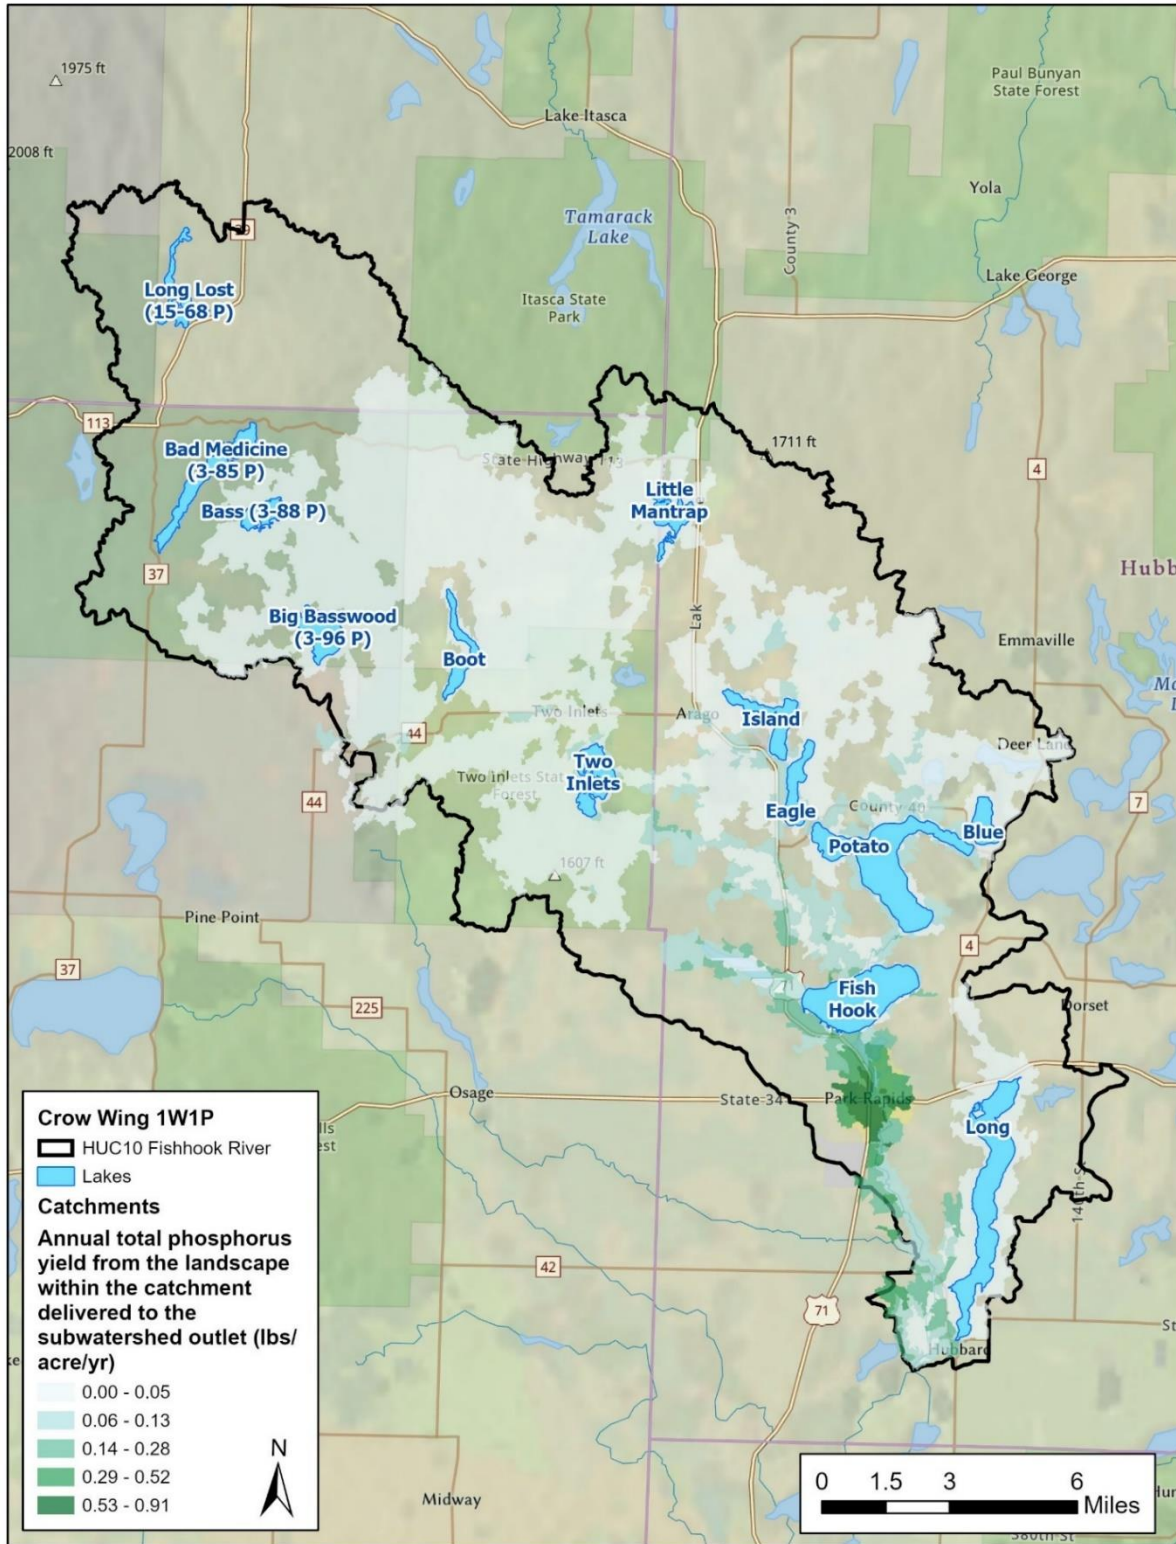 1975 ft
Paul Bunyan
State Forest
Lake Itasca
2008 ft
Yola
Tamarack
Lake
County 3
Lake George
Long Lost
(15-68 P)
Itasca State
Park
113
1711 ft
4
Bad Medicine
(3-85 P)
State Highway 113
Little
Mantrap
Bass (3-88 P)
37
Hubb
Lak
Big Basswood
(3-96 P)
Emmaville
Boot
Two Inlets
Arago
Island
44
Deer Lane
Two
Inlets
Two Inlets State
Forest
44
Eagle
County 40
7
Blue
Potato
1607 ft
Pine Point
4
37
71
Fish
Hook
225
Dorset
Osage
State 34
Park Rapids
Long
140th St
42
71
Hubbard
Crow Wing 1W1P
HUC10 Fishhook River
Lakes
Catchments
Annual total phosphorus
yield from the landscape
within the catchment
delivered to the
subwatershed outlet (lbs/
acre/yr)
0.00 - 0.05
0.06 - 0.13
0.14 - 0.28
0.29 - 0.52
0.53 - 0.91
N
Midway
0 1.5 3 6
Miles
380th St